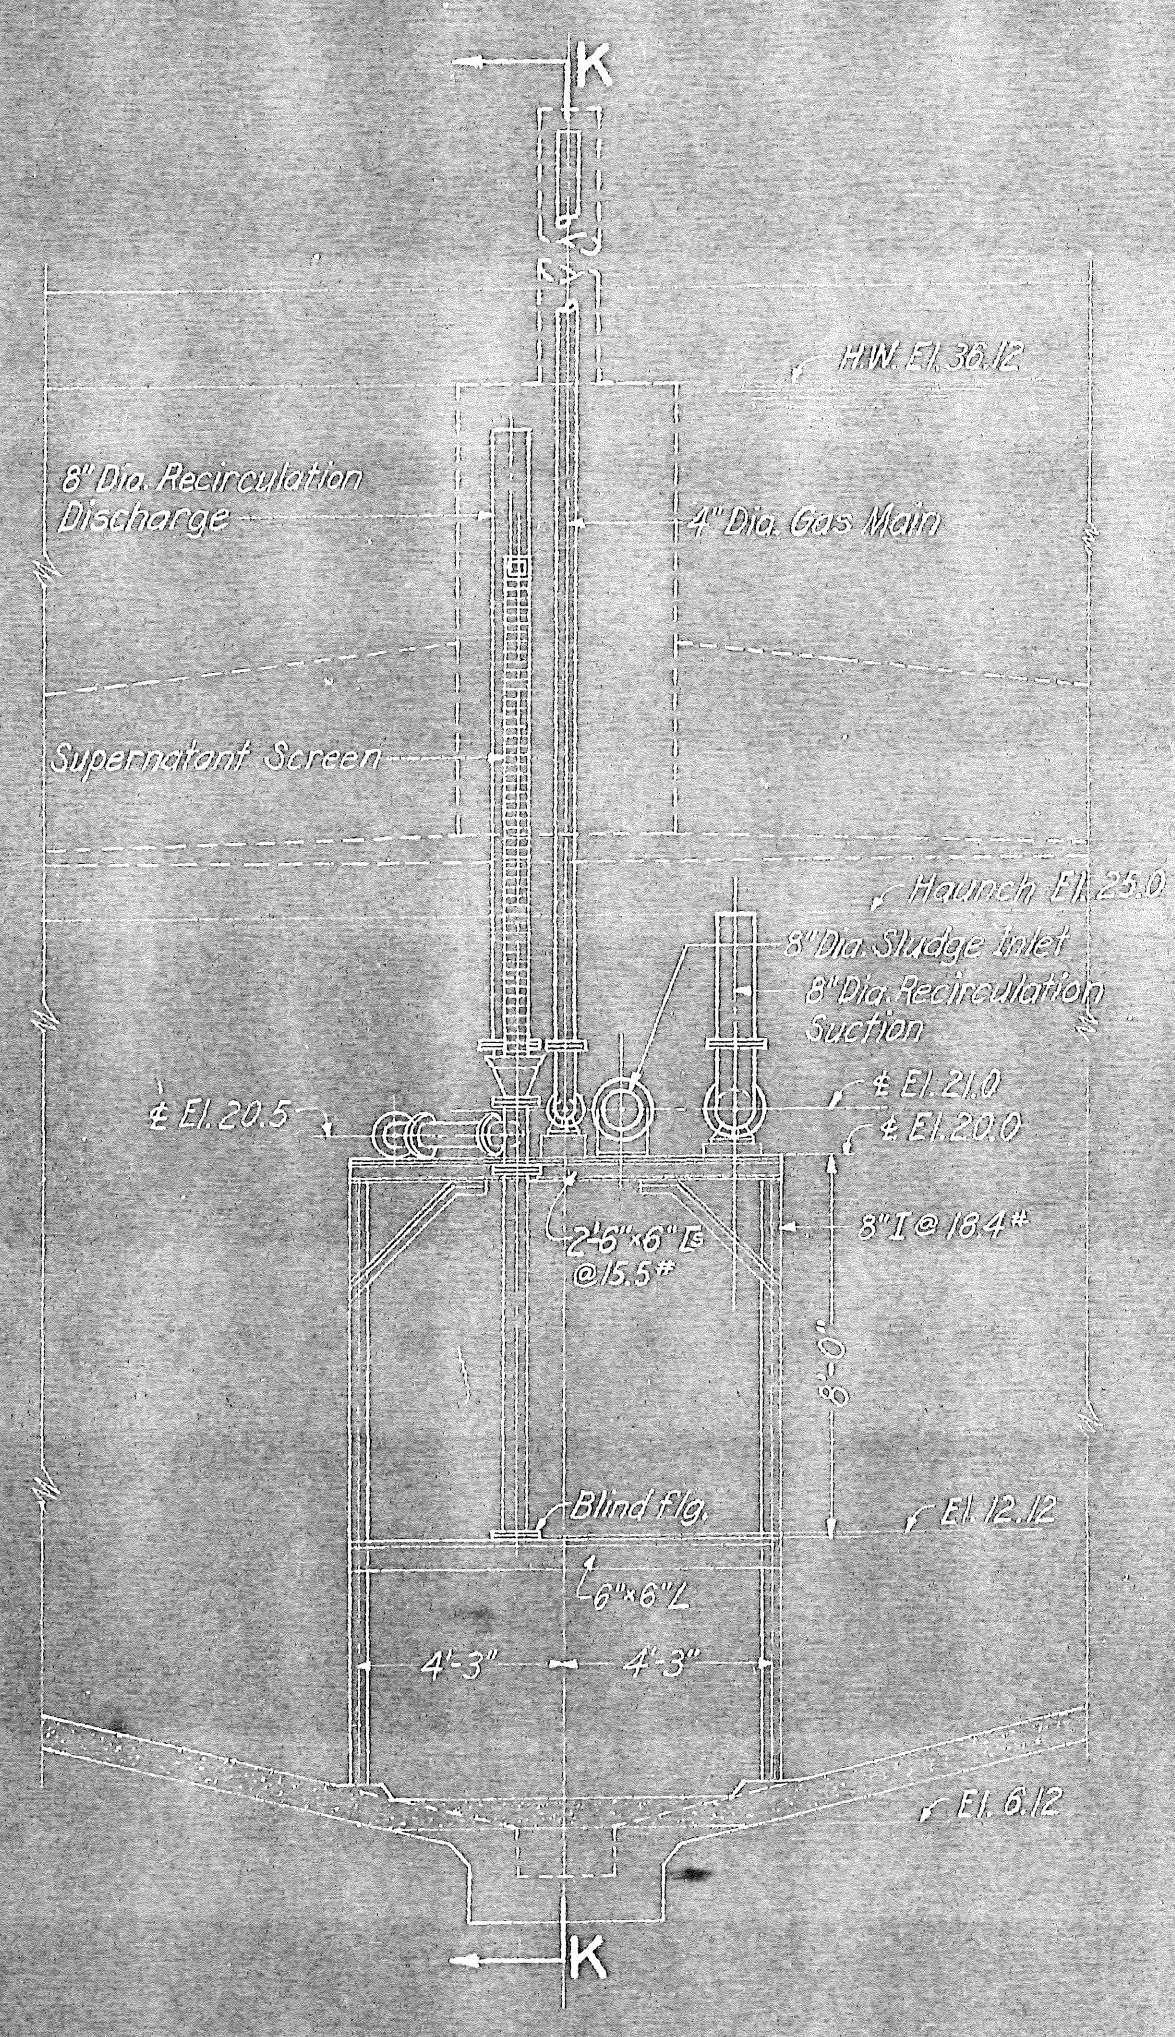 K
H.W. El. 36.12
8" Dia. Recirculation
Discharge
4" Dia. Gas Main
Supernatant Screen
Haunch El. 25.0
8" Dia. Sludge Inlet
8" Dia. Recirculation
Suction
℄ El. 21.0
℄ El. 20.5
℄ El. 20.0
8" I @ 18.4#
2-6"×6" [s
@ 15.5#
8'-0"
Blind flg.
El. 12.12
6"×6" L
4'-3"
4'-3"
El. 6.12
K